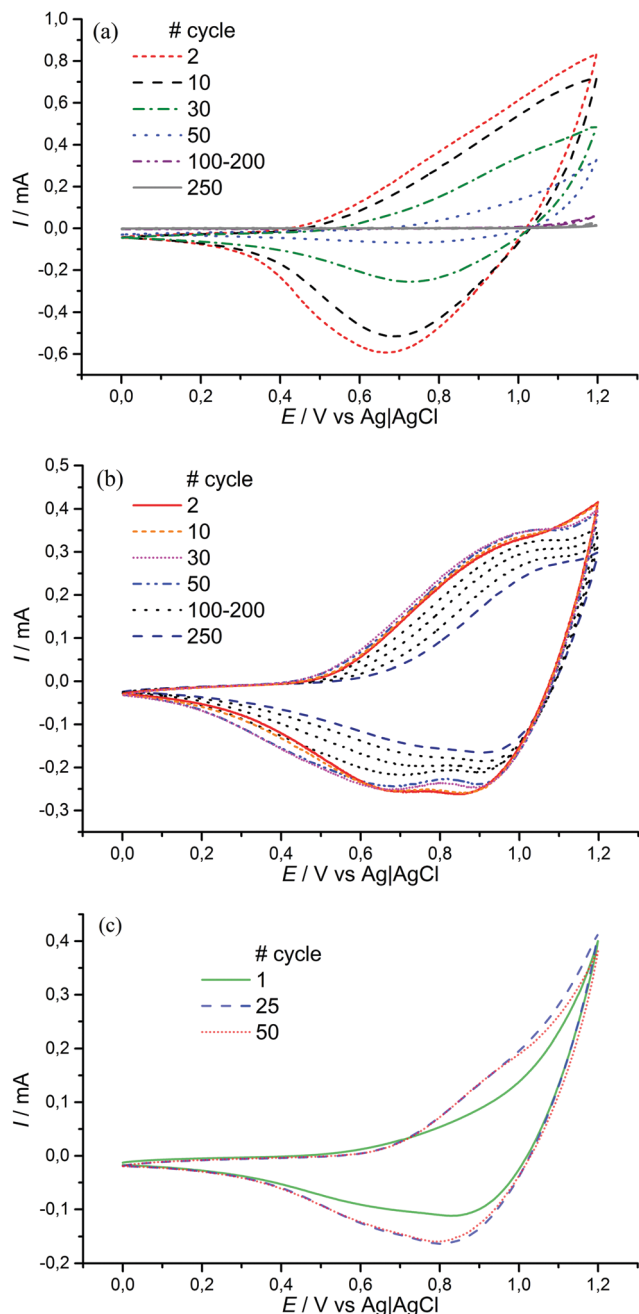 (a)
# cycle
2
10
30
50
100-200
250
I / mA
1,0
0,8
0,6
0,4
0,2
0,0
-0,2
-0,4
-0,6
0,0 0,2 0,4 0,6 0,8 1,0 1,2
E / V vs Ag|AgCl
(b)
# cycle
2
10
30
50
100-200
250
I / mA
0,5
0,4
0,3
0,2
0,1
0,0
-0,1
-0,2
-0,3
0,0 0,2 0,4 0,6 0,8 1,0 1,2
E / V vs Ag|AgCl
(c)
# cycle
1
25
50
I / mA
0,4
0,3
0,2
0,1
0,0
-0,1
-0,2
0,0 0,2 0,4 0,6 0,8 1,0 1,2
E / V vs Ag|AgCl